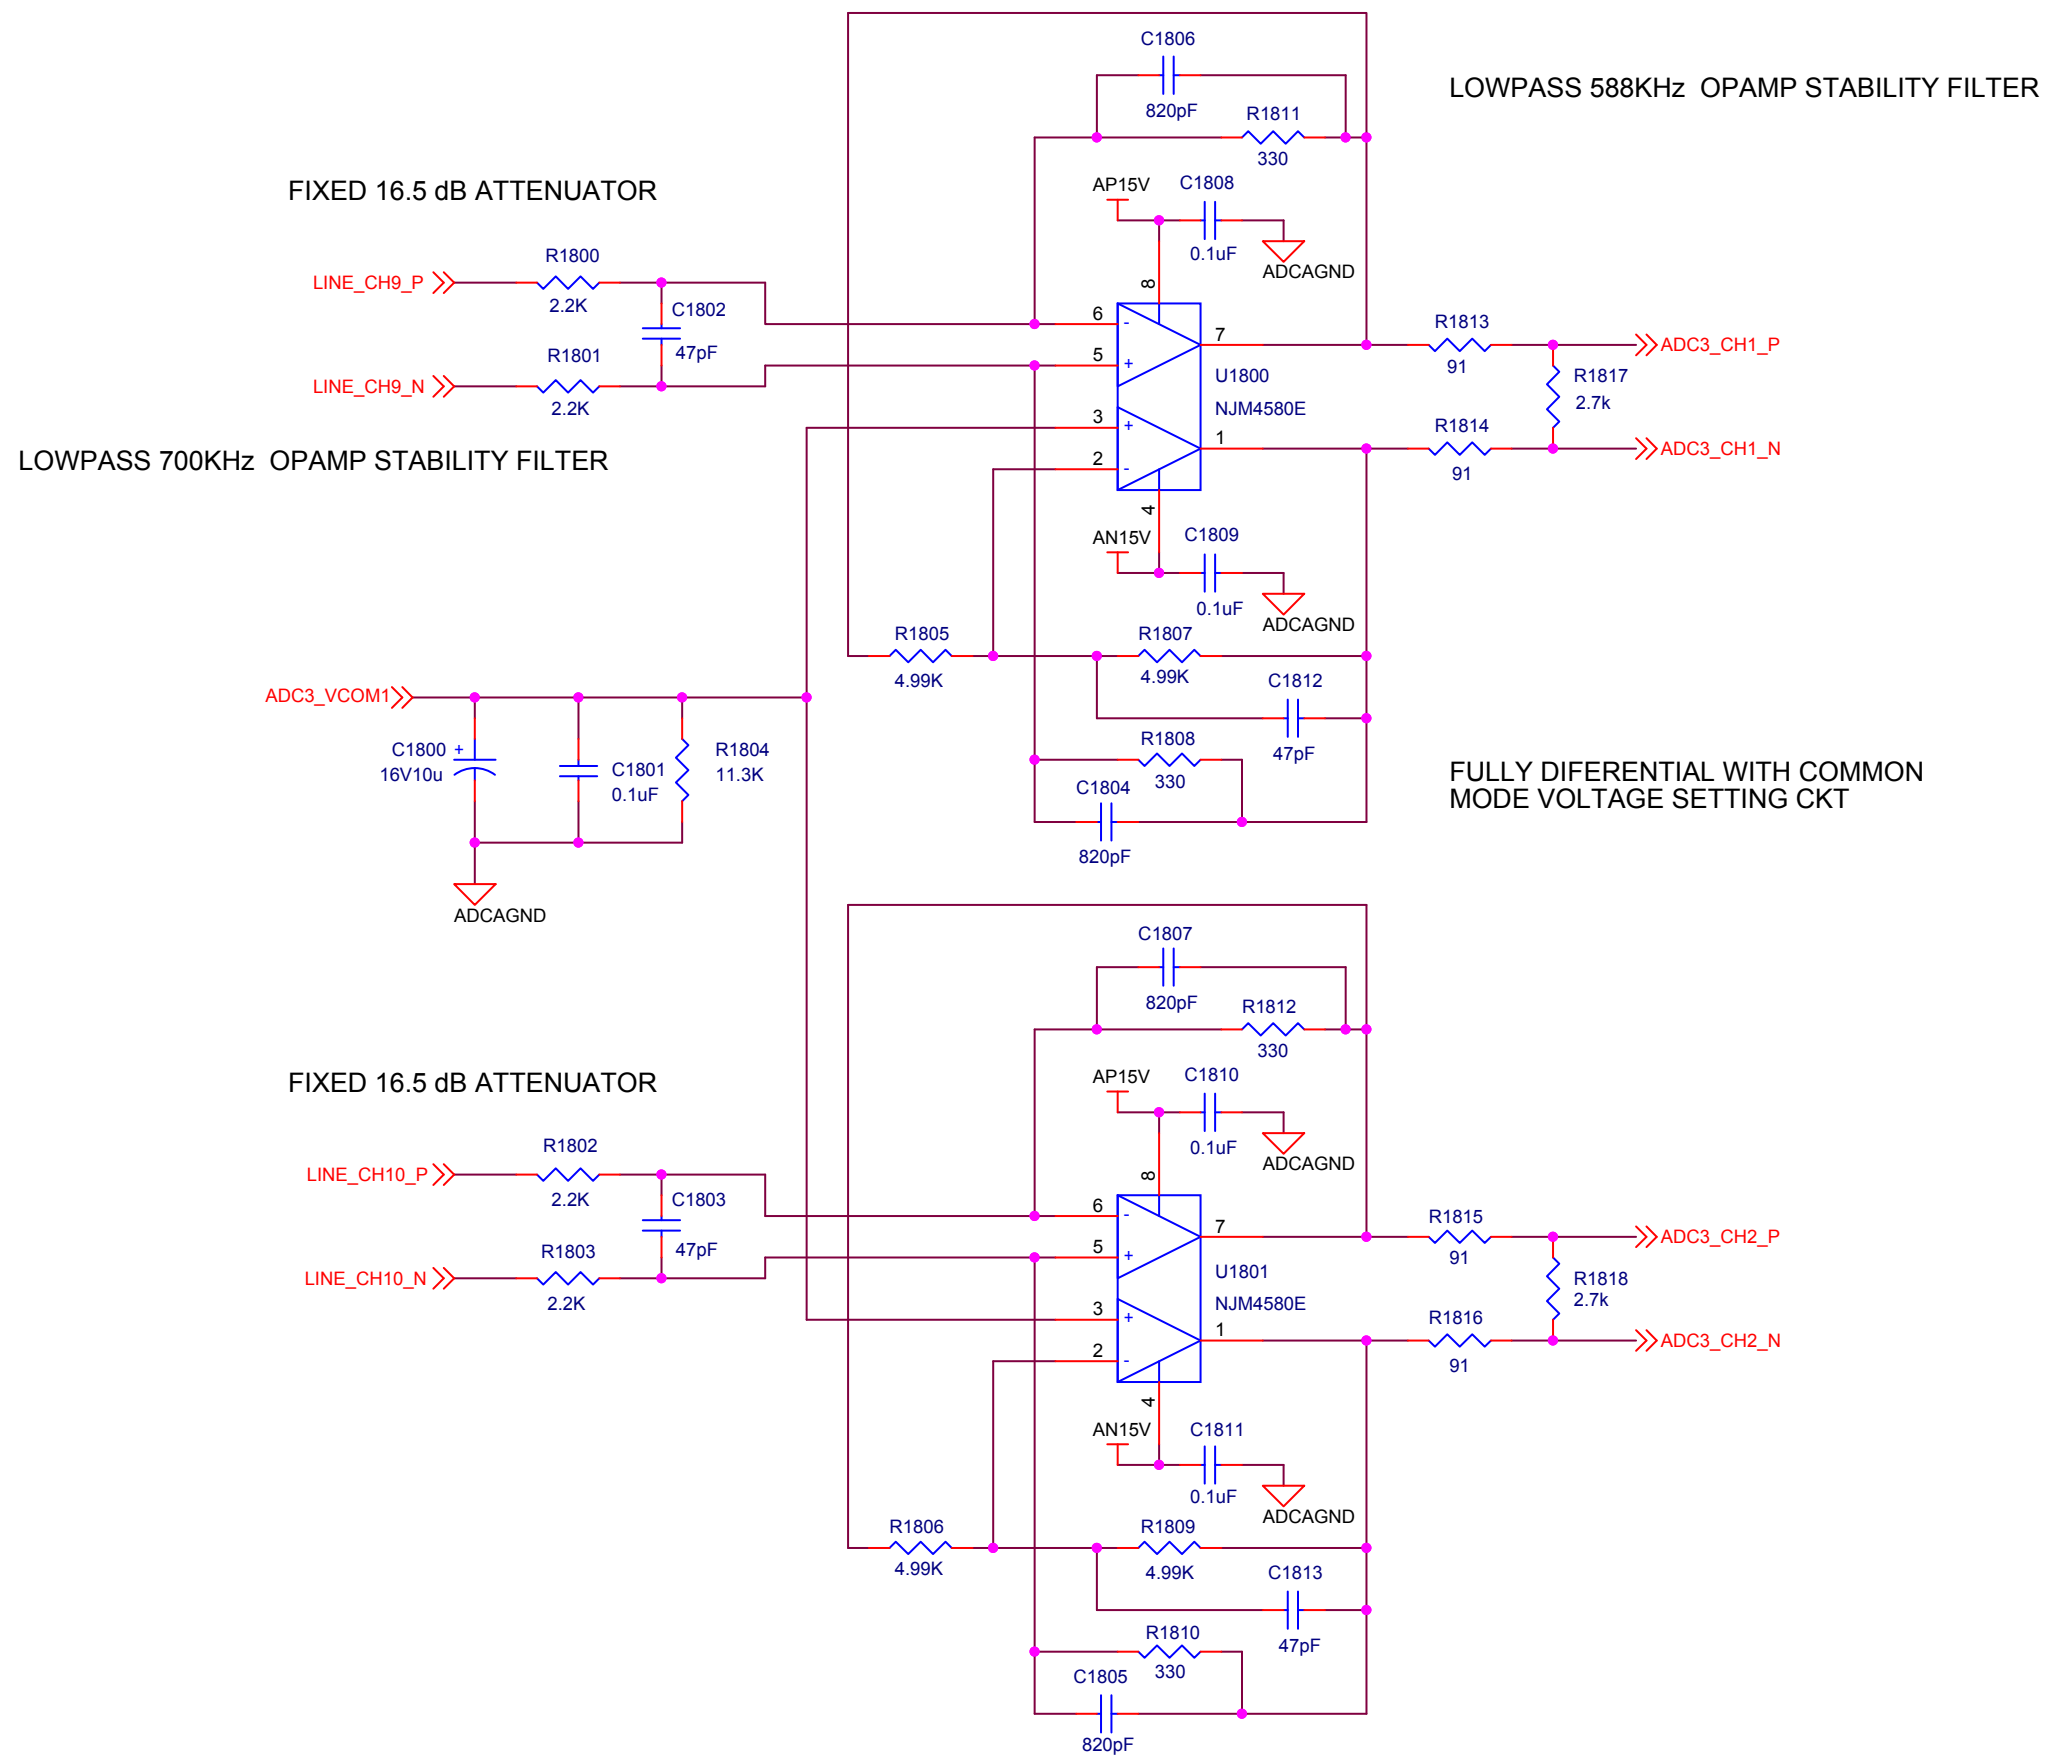 C1806
820pF
R1811
330
LOWPASS 588KHz  OPAMP STABILITY FILTER
FIXED 16.5 dB ATTENUATOR
AP15V
C1808
0.1uF
ADCAGND
R1800
2.2K
LINE_CH9_P
C1802
47pF
R1801
2.2K
LINE_CH9_N
LOWPASS 700KHz  OPAMP STABILITY FILTER
8
6
-
5
+
3
+
2
-
7
1
4
U1800
NJM4580E
R1813
91
ADC3_CH1_P
R1817
2.7k
R1814
91
ADC3_CH1_N
AN15V
C1809
0.1uF
ADCAGND
R1805
4.99K
R1807
4.99K
C1812
47pF
R1808
330
C1804
820pF
ADC3_VCOM1
C1800
+
16V10u
C1801
0.1uF
R1804
11.3K
ADCAGND
FULLY DIFERENTIAL WITH COMMON
MODE VOLTAGE SETTING CKT
C1807
820pF
R1812
330
FIXED 16.5 dB ATTENUATOR
AP15V
C1810
0.1uF
ADCAGND
R1802
2.2K
LINE_CH10_P
C1803
47pF
R1803
2.2K
LINE_CH10_N
8
6
-
5
+
3
+
2
-
7
1
4
U1801
NJM4580E
R1815
91
ADC3_CH2_P
R1818
2.7k
R1816
91
ADC3_CH2_N
AN15V
C1811
0.1uF
ADCAGND
R1806
4.99K
R1809
4.99K
C1813
47pF
R1810
330
C1805
820pF